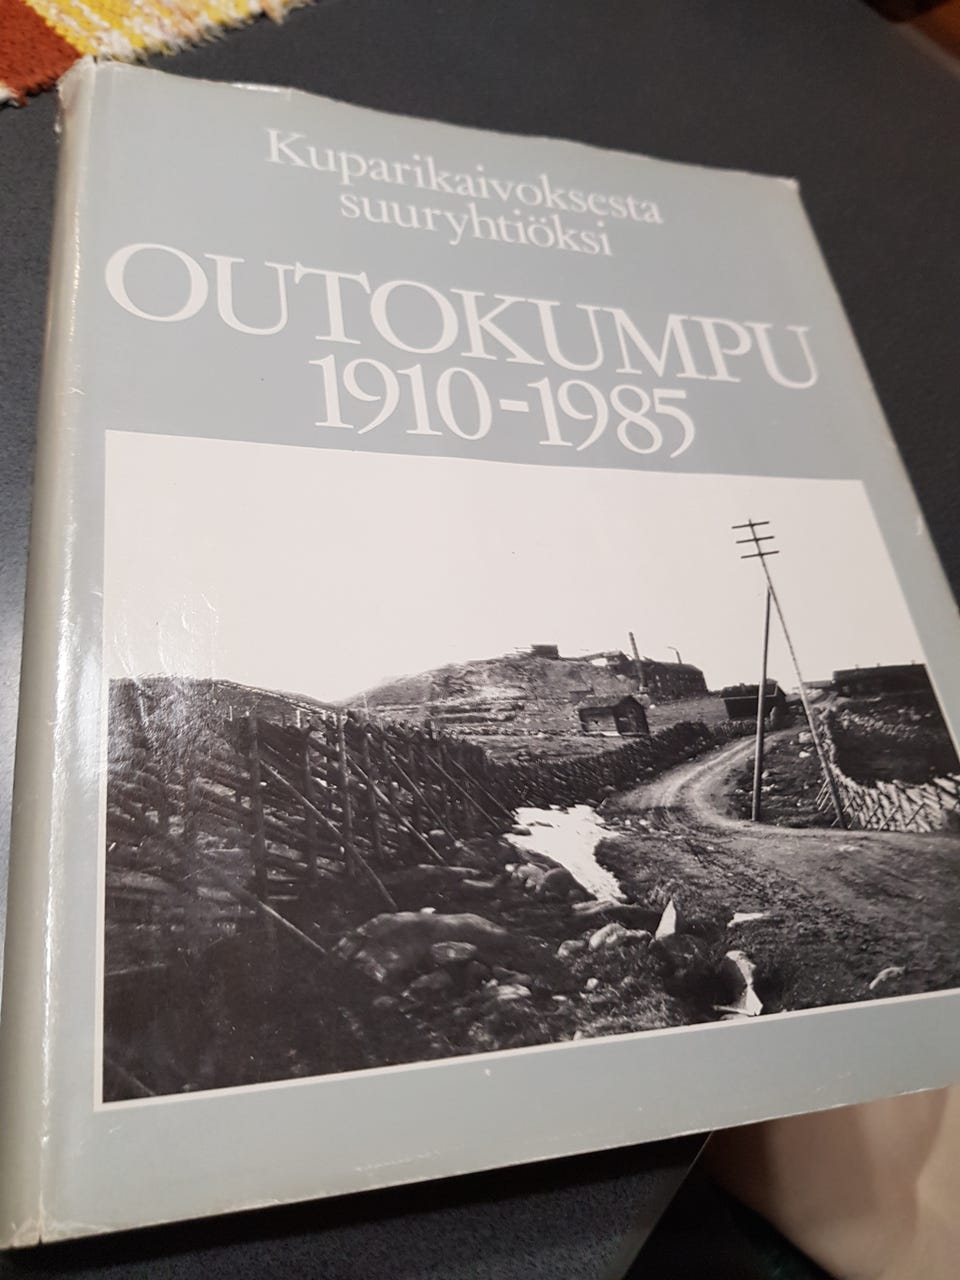 Kuparikaivoksesta
suuryhtiöksi
OUTOKUMPU
1910-1985